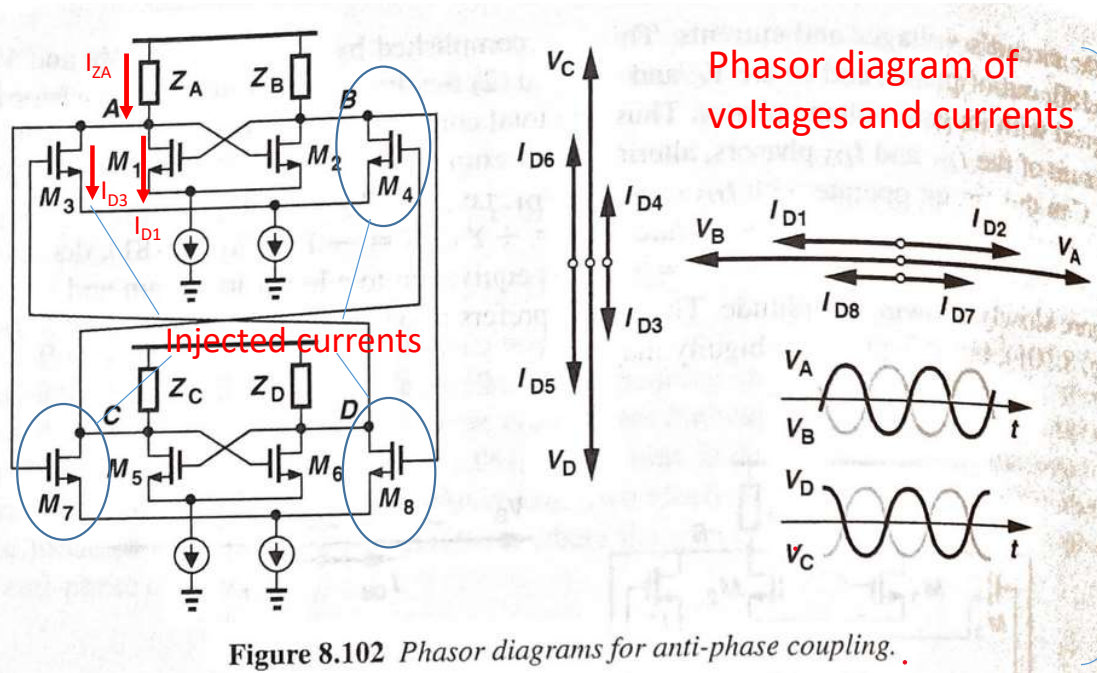 Phasor diagram of
voltages and currents
I_ZA
Z_A
Z_B
A
B
M_1
M_2
M_3
M_4
I_D3
I_D1
Injected currents
Z_C
Z_D
C
D
M_5
M_6
M_7
M_8
V_C
I_D6
I_D4
I_D3
I_D5
V_D
V_B
I_D1
I_D2
V_A
I_D8
I_D7
V_A
V_B
t
V_D
V_C
t
Figure 8.102 Phasor diagrams for anti-phase coupling.